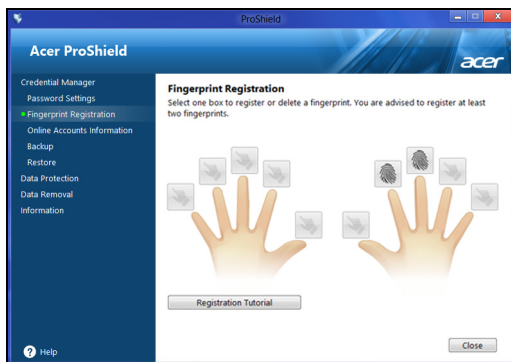 ProShield
Acer ProShield
acer
Credential Manager
Password Settings
Fingerprint Registration
Online Accounts Information
Backup
Restore
Data Protection
Data Removal
Information
Fingerprint Registration
Select one box to register or delete a fingerprint. You are advised to register at least
two fingerprints.
Registration Tutorial
? Help
Close